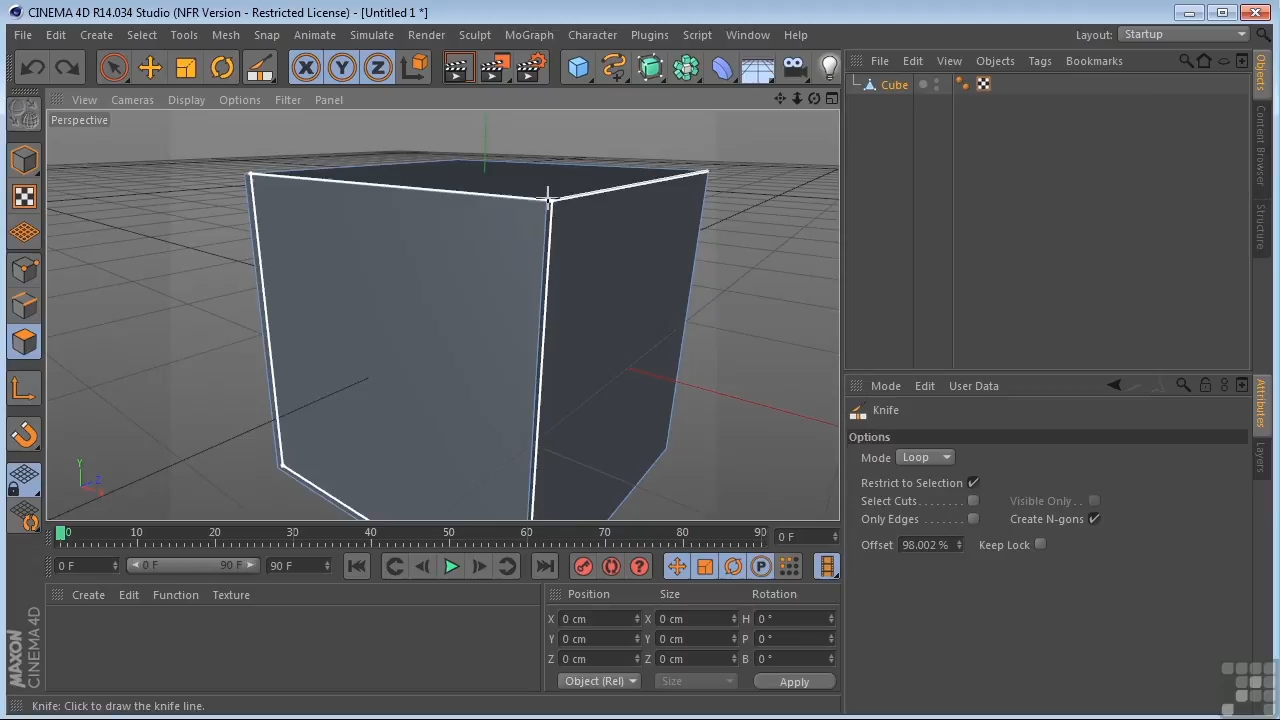 CINEMA 4D R14.034 Studio (NFR Version - Restricted License) - [Untitled 1 *]
File Edit Create Select Tools Mesh Snap Animate Simulate Render Sculpt MoGraph Character Plugins Script Window Help Layout: Startup
X Y Z
View Cameras Display Options Filter Panel
Perspective
File Edit View Objects Tags Bookmarks
Cube
Objects
Content Browser
Structure
Mode Edit User Data
Attributes
Layers
Knife
Options
Mode Loop
Restrict to Selection
Select Cuts Visible Only
Only Edges Create N-gons
Offset 98.002 % Keep Lock
Y
Z
X
0 10 20 30 40 50 60 70 80 90 0 F
0 F 0 F 90 F 90 F P
Create Edit Function Texture
Position Size Rotation
X 0 cm X 0 cm H 0 °
Y 0 cm Y 0 cm P 0 °
Z 0 cm Z 0 cm B 0 °
Object (Rel) Size Apply
MAXON
CINEMA 4D
Knife: Click to draw the knife line.